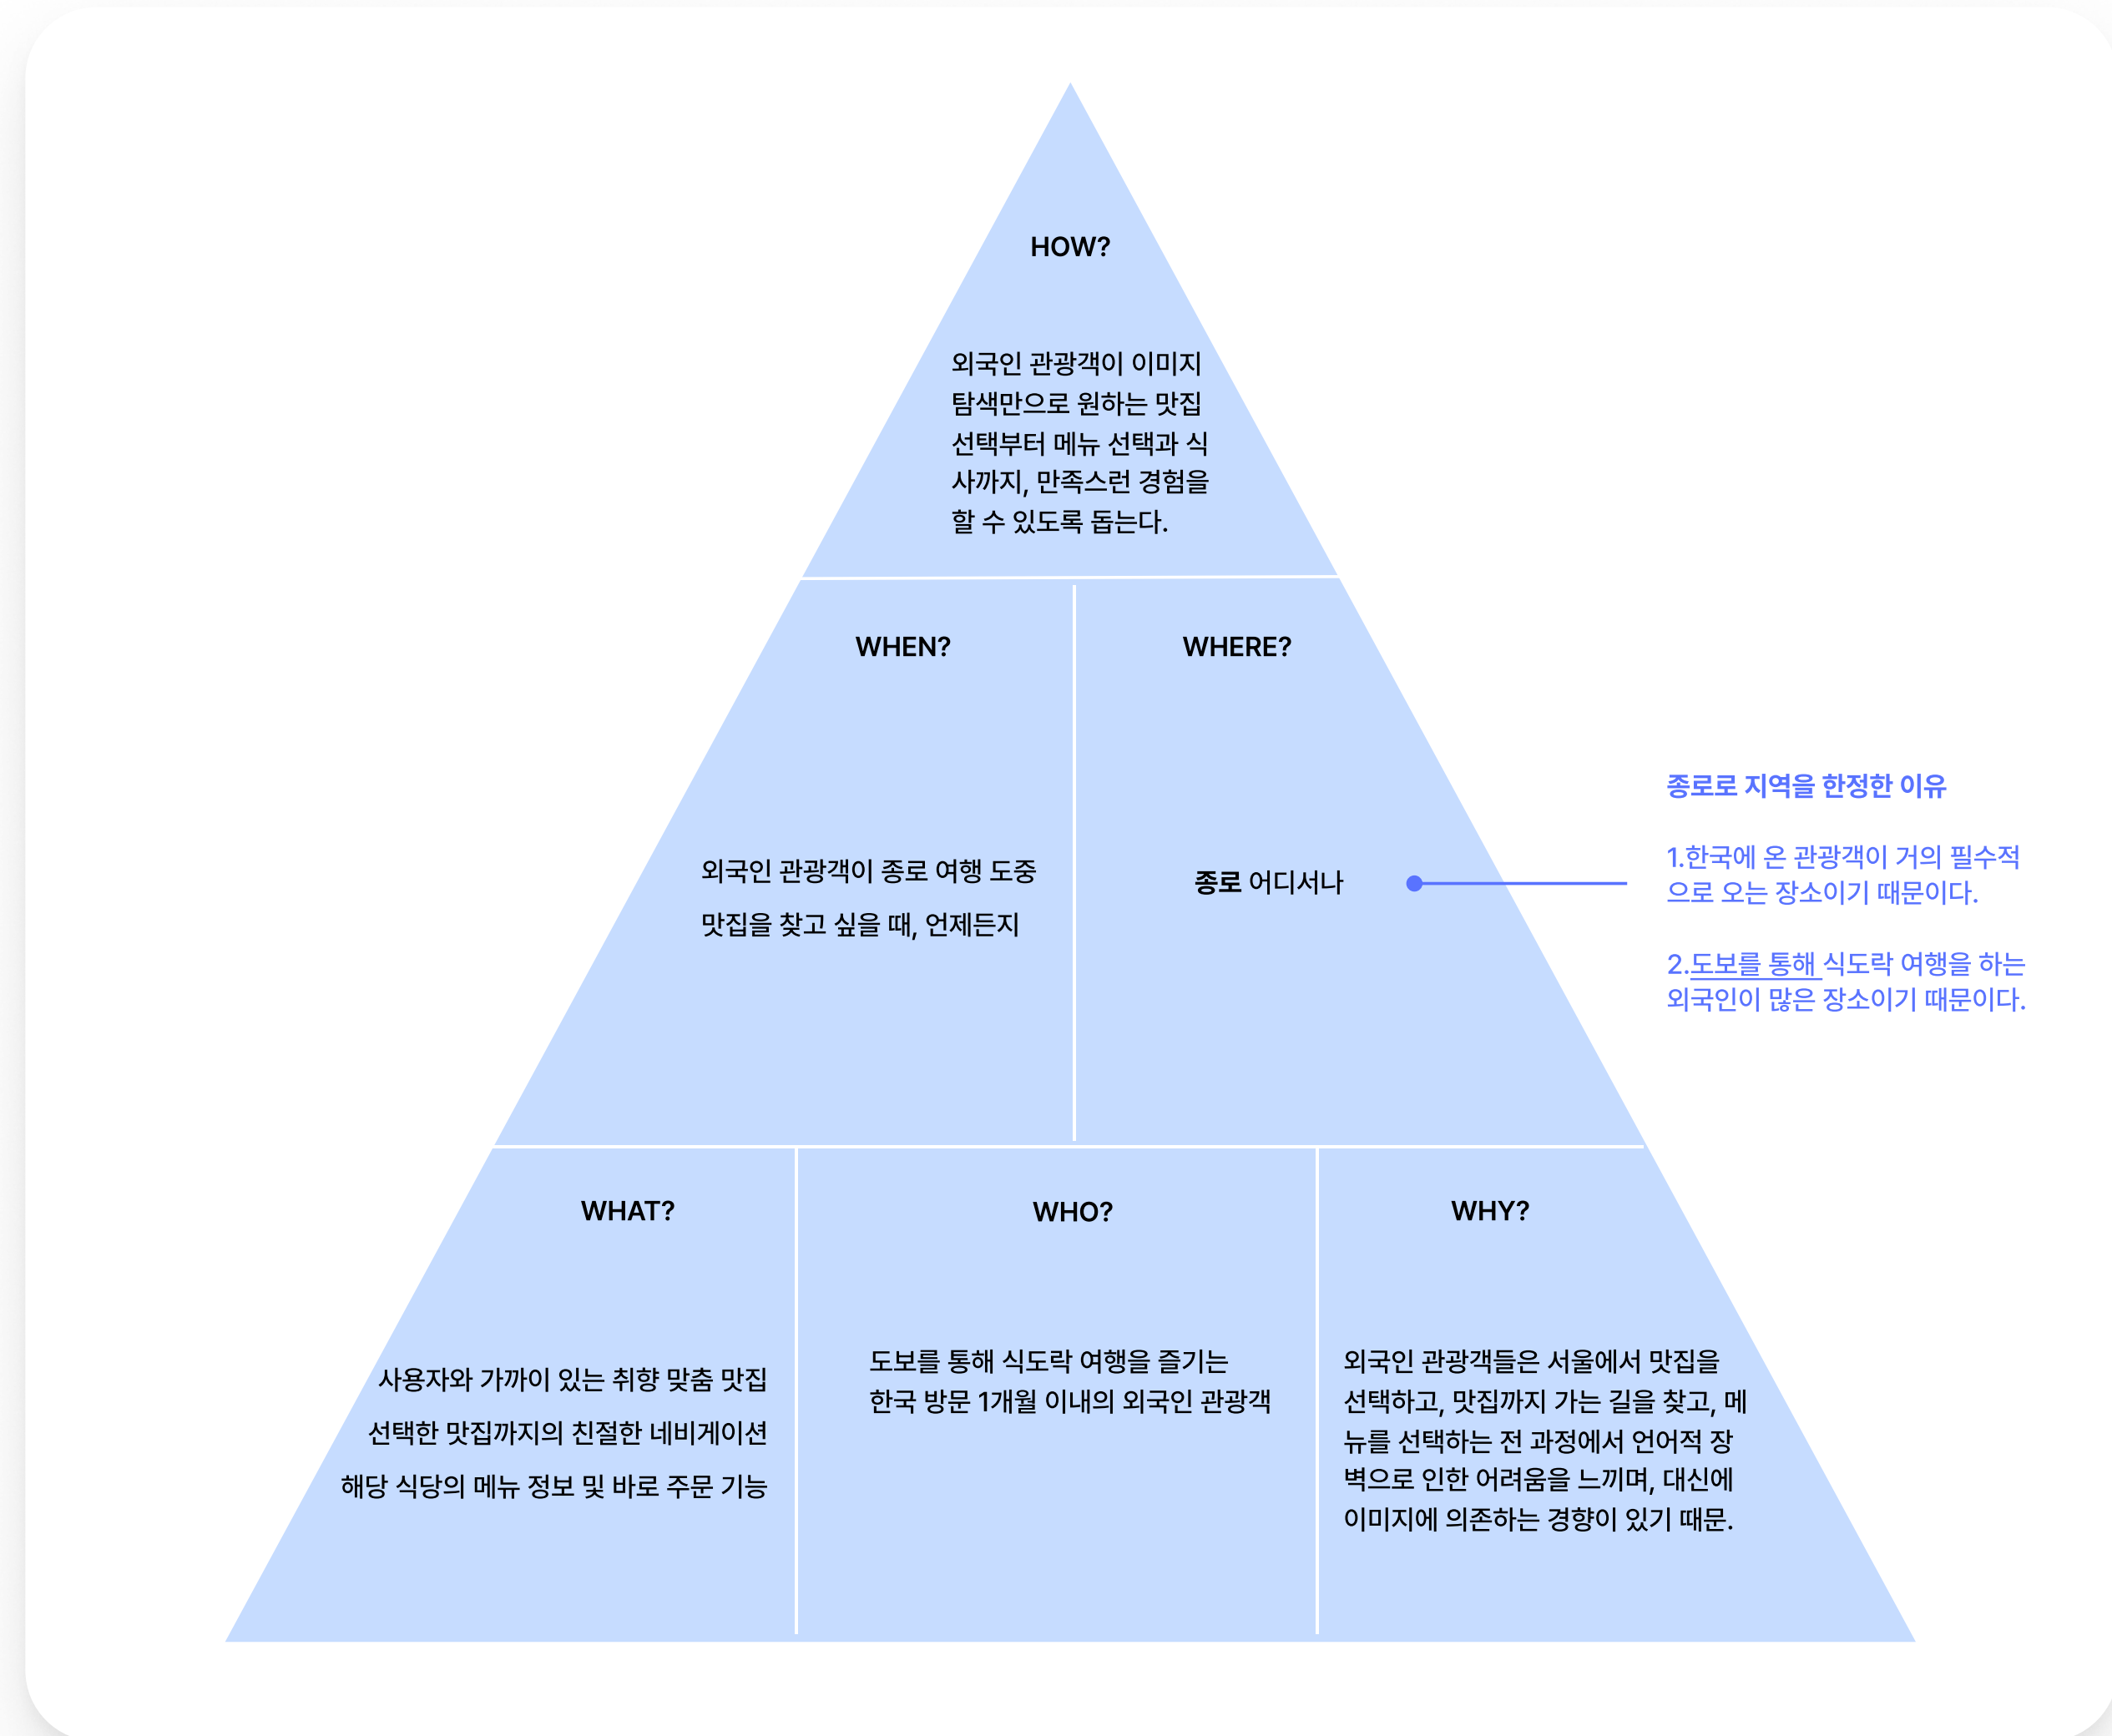 HOW?
외국인 관광객이 이미지
탐색만으로 원하는 맛집
선택부터 메뉴 선택과 식
사까지, 만족스런 경험을
할 수 있도록 돕는다.
WHEN?
외국인 관광객이 종로 여행 도중
맛집을 찾고 싶을 때, 언제든지
WHERE?
종로 어디서나
종로로 지역을 한정한 이유
1.한국에 온 관광객이 거의 필수적
으로 오는 장소이기 때문이다.
2.도보를 통해 식도락 여행을 하는
외국인이 많은 장소이기 때문이다.
WHAT?
사용자와 가까이 있는 취향 맞춤 맛집
선택한 맛집까지의 친절한 네비게이션
해당 식당의 메뉴 정보 및 바로 주문 기능
WHO?
도보를 통해 식도락 여행을 즐기는
한국 방문 1개월 이내의 외국인 관광객
WHY?
외국인 관광객들은 서울에서 맛집을
선택하고, 맛집까지 가는 길을 찾고, 메
뉴를 선택하는 전 과정에서 언어적 장
벽으로 인한 어려움을 느끼며, 대신에
이미지에 의존하는 경향이 있기 때문.